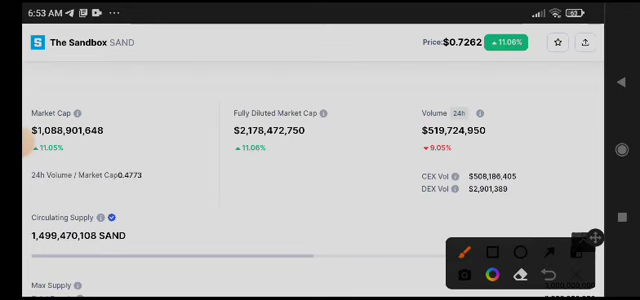 6:53 AM
63
The Sandbox SAND
Price:$0.7262 ▲ 11.06%
Market Cap
Fully Diluted Market Cap
Volume 24h
$1,088,901,648
$2,178,472,750
$519,724,950
▲ 11.05%
▲ 11.06%
▼ 9.05%
24h Volume / Market Cap0.4773
CEX Vol $508,186,405
DEX Vol $2,901,389
Circulating Supply
1,499,470,108 SAND
Max Supply